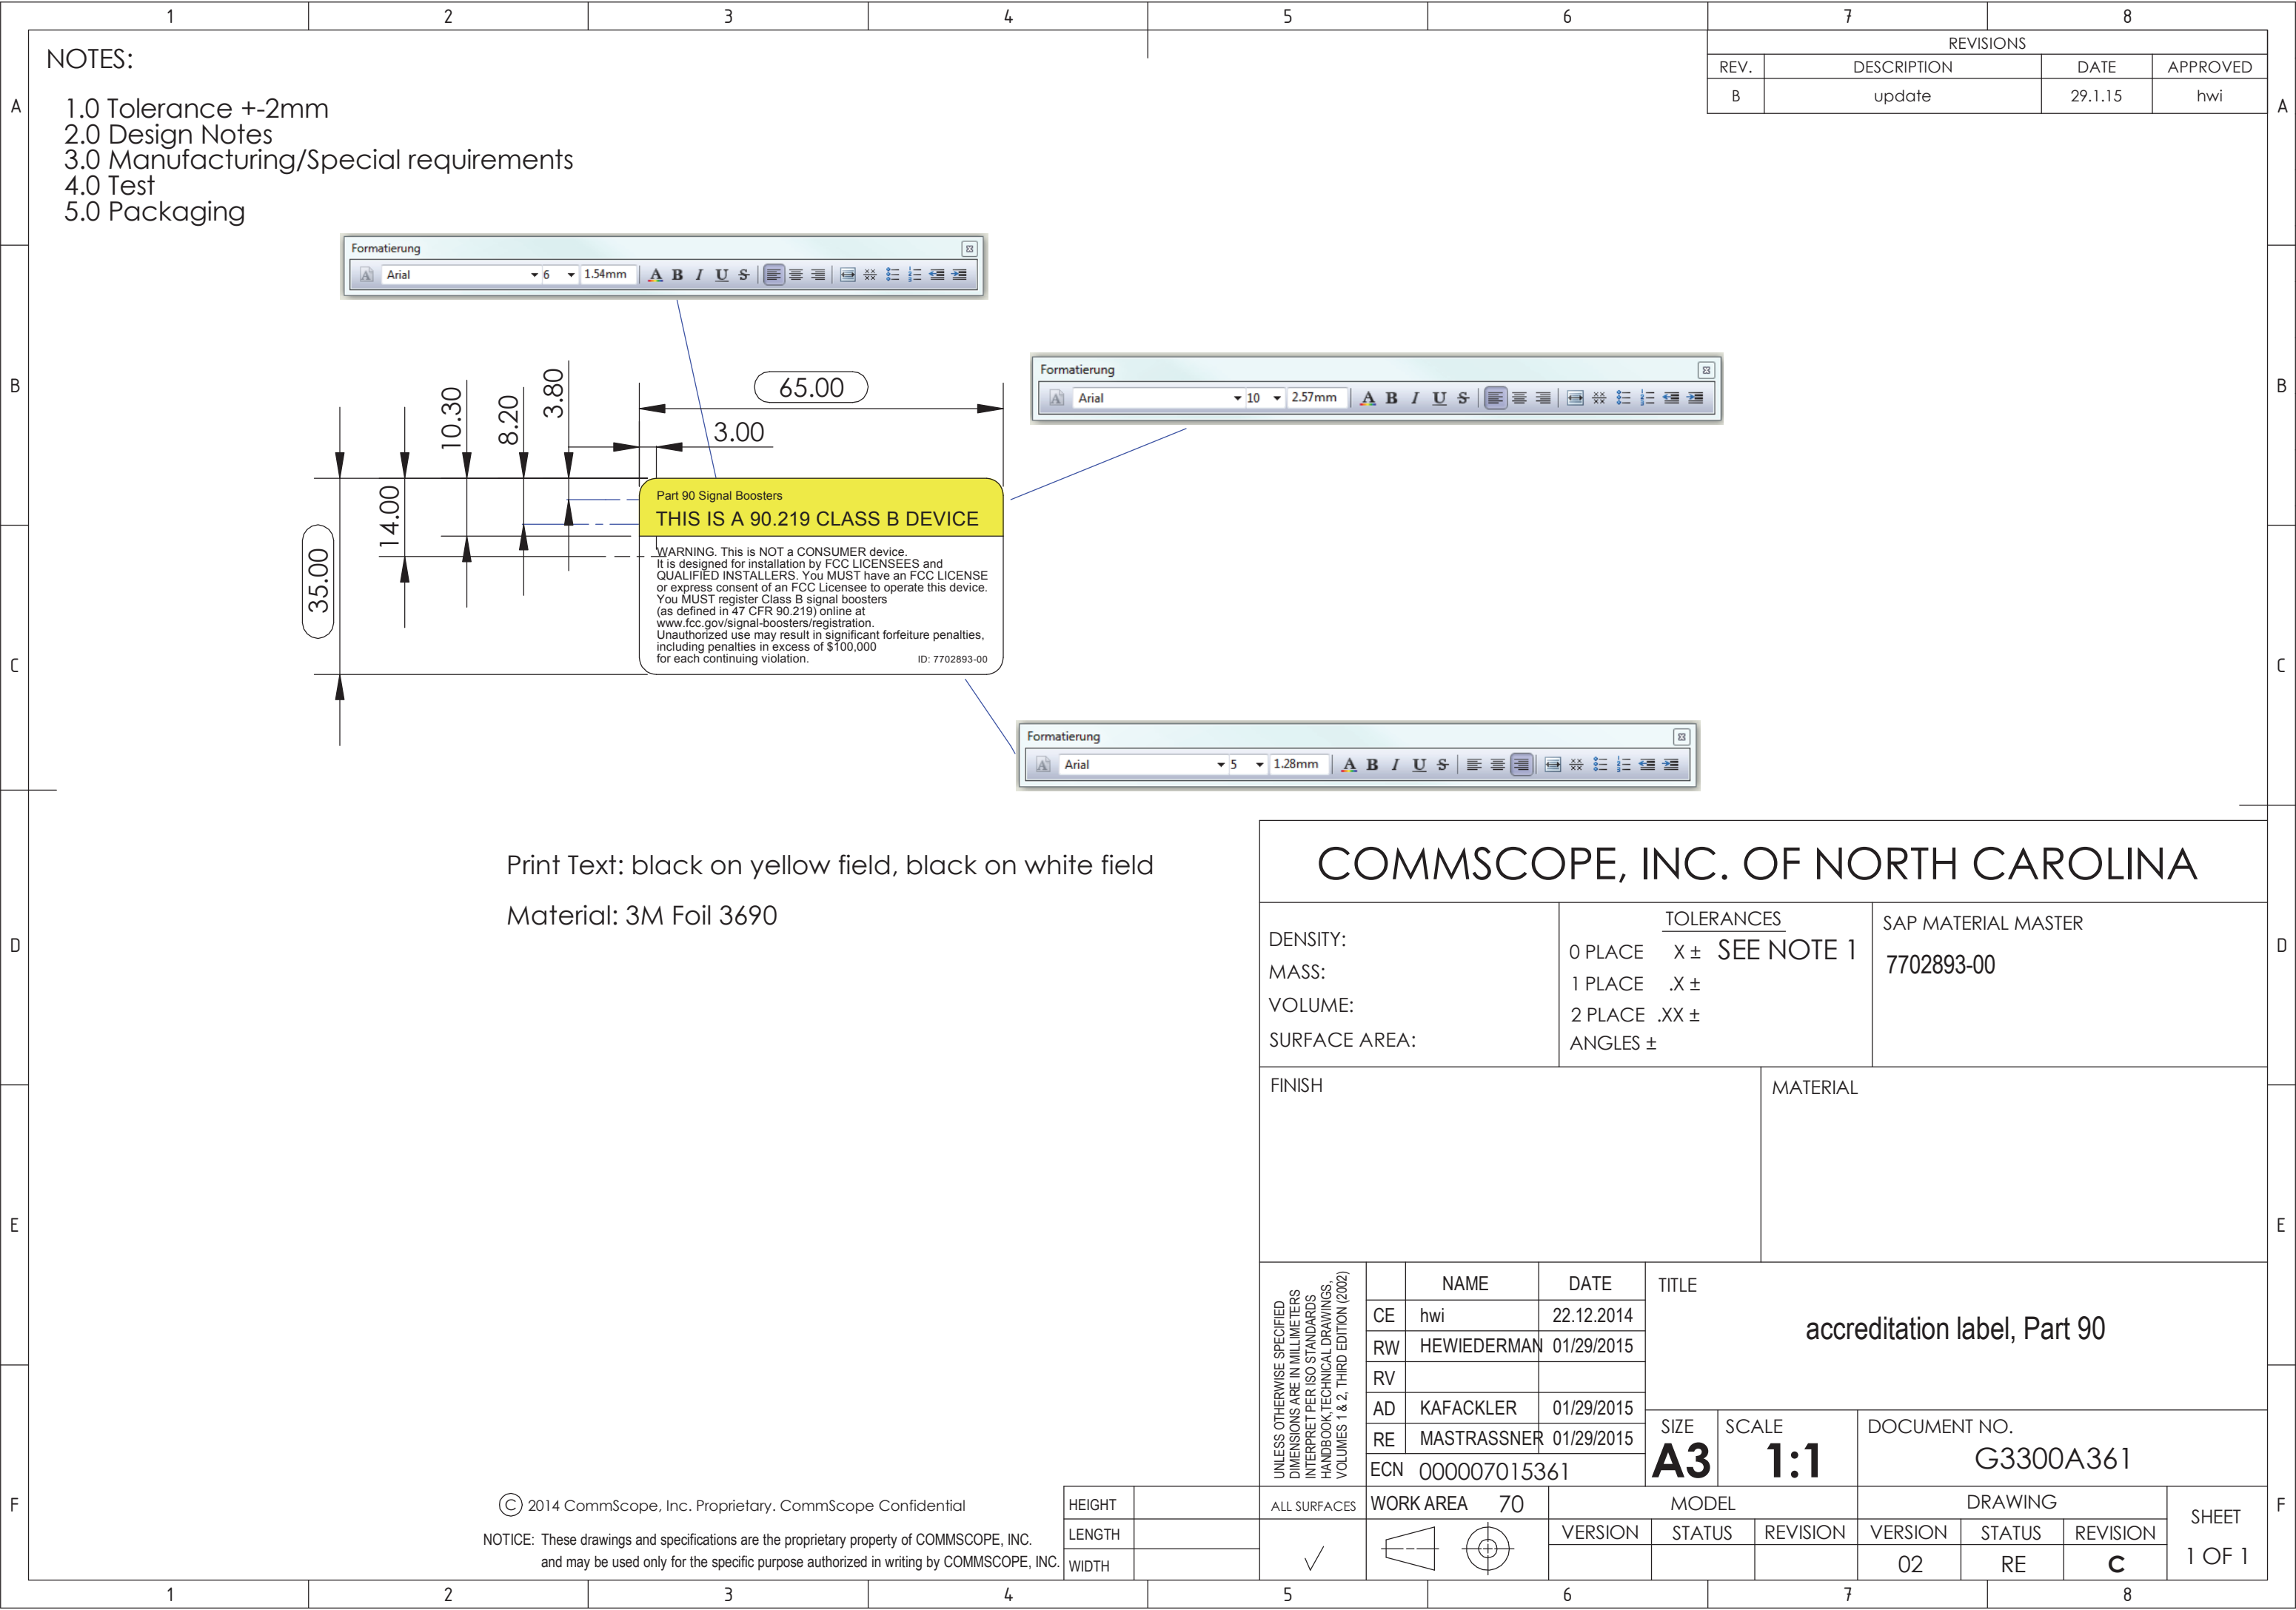 1 2 3 4 5 6 7 8
A
B
C
D
E
F
A
B
C
D
E
F
NOTES:
1.0 Tolerance +-2mm
2.0 Design Notes
3.0 Manufacturing/Special requirements
4.0 Test
5.0 Packaging
REVISIONS
REV. DESCRIPTION DATE APPROVED
B update 29.1.15 hwi
Formatierung
Arial 6 1.54mm A B I U S
Formatierung
Arial 10 2.57mm A B I U S
65.00
3.00
3.80
8.20
10.30
14.00
35.00
Part 90 Signal Boosters
THIS IS A 90.219 CLASS B DEVICE
WARNING. This is NOT a CONSUMER device.
It is designed for installation by FCC LICENSEES and
QUALIFIED INSTALLERS. You MUST have an FCC LICENSE
or express consent of an FCC Licensee to operate this device.
You MUST register Class B signal boosters
(as defined in 47 CFR 90.219) online at
www.fcc.gov/signal-boosters/registration.
Unauthorized use may result in significant forfeiture penalties,
including penalties in excess of $100,000
for each continuing violation. ID: 7702893-00
Formatierung
Arial 5 1.28mm A B I U S
Print Text: black on yellow field, black on white field
Material: 3M Foil 3690
COMMSCOPE, INC. OF NORTH CAROLINA
DENSITY:
MASS:
VOLUME:
SURFACE AREA:
TOLERANCES
0 PLACE X ± SEE NOTE 1
1 PLACE .X ±
2 PLACE .XX ±
ANGLES ±
SAP MATERIAL MASTER
7702893-00
FINISH
MATERIAL
UNLESS OTHERWISE SPECIFIED
DIMENSIONS ARE IN MILLIMETERS
INTERPRET PER ISO STANDARDS
HANDBOOK,TECHNICAL DRAWINGS,
VOLUMES 1 & 2, THIRD EDITION (2002)
NAME DATE
CE hwi 22.12.2014
RW HEWIEDERMAN 01/29/2015
RV
AD KAFACKLER 01/29/2015
RE MASTRASSNER 01/29/2015
ECN 000007015361
TITLE
accreditation label, Part 90
SIZE
A3
SCALE
1:1
DOCUMENT NO.
G3300A361
© 2014 CommScope, Inc. Proprietary. CommScope Confidential
NOTICE: These drawings and specifications are the proprietary property of COMMSCOPE, INC.
and may be used only for the specific purpose authorized in writing by COMMSCOPE, INC.
HEIGHT
LENGTH
WIDTH
ALL SURFACES
WORK AREA 70
MODEL
VERSION STATUS REVISION
DRAWING
VERSION STATUS REVISION
02 RE C
SHEET
1 OF 1
1 2 3 4 5 6 7 8